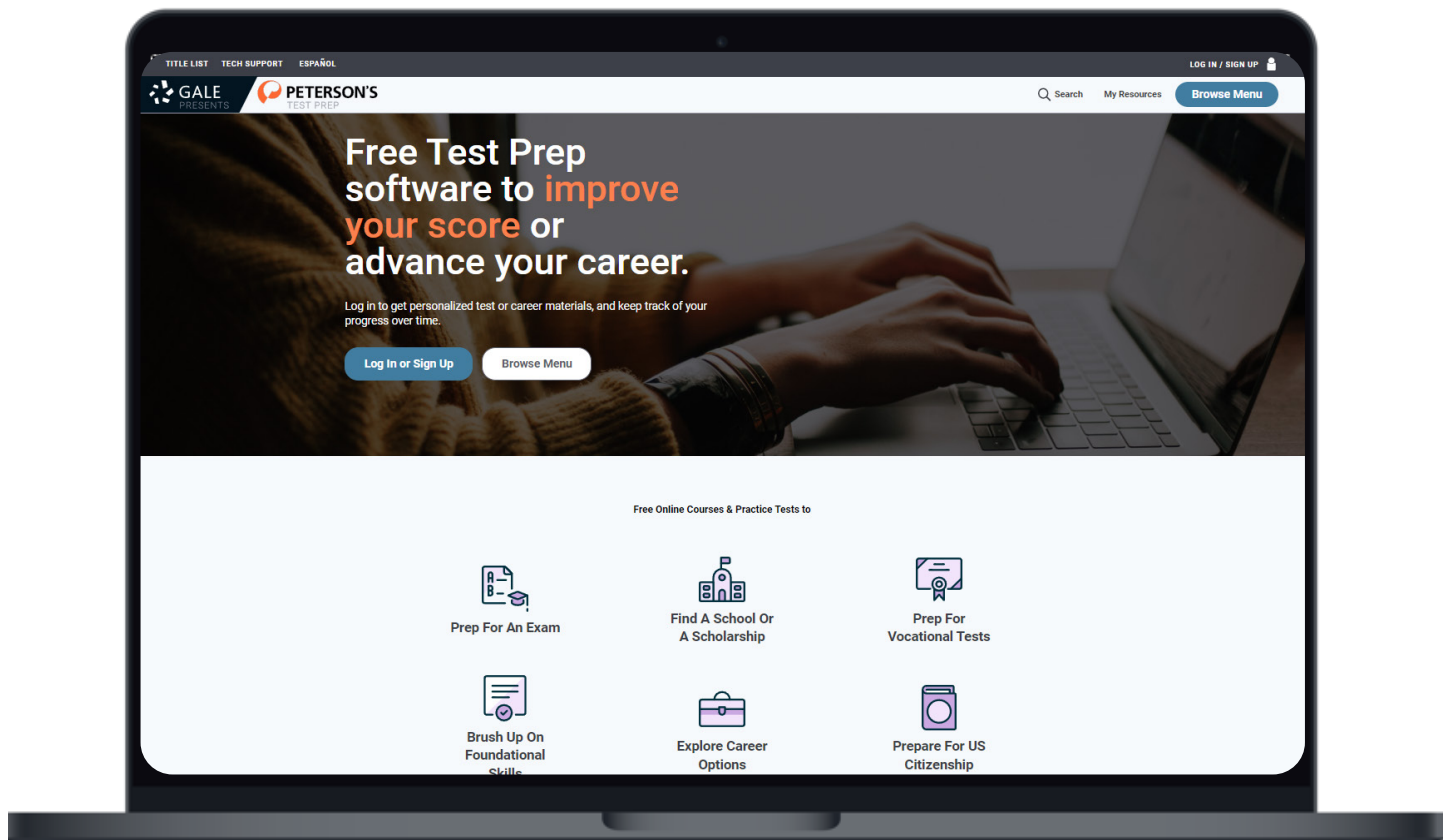 TITLE LIST TECH SUPPORT ESPAÑOL
LOG IN / SIGN UP
GALE
PRESENTS
PETERSON'S
TEST PREP
Search My Resources Browse Menu
Free Test Prep
software to improve
your score or
advance your career.
Log in to get personalized test or career materials, and keep track of your
progress over time.
Log In or Sign Up Browse Menu
Free Online Courses & Practice Tests to
A
B
Prep For An Exam
Find A School Or
A Scholarship
Prep For
Vocational Tests
Brush Up On
Foundational
Skills
Explore Career
Options
Prepare For US
Citizenship